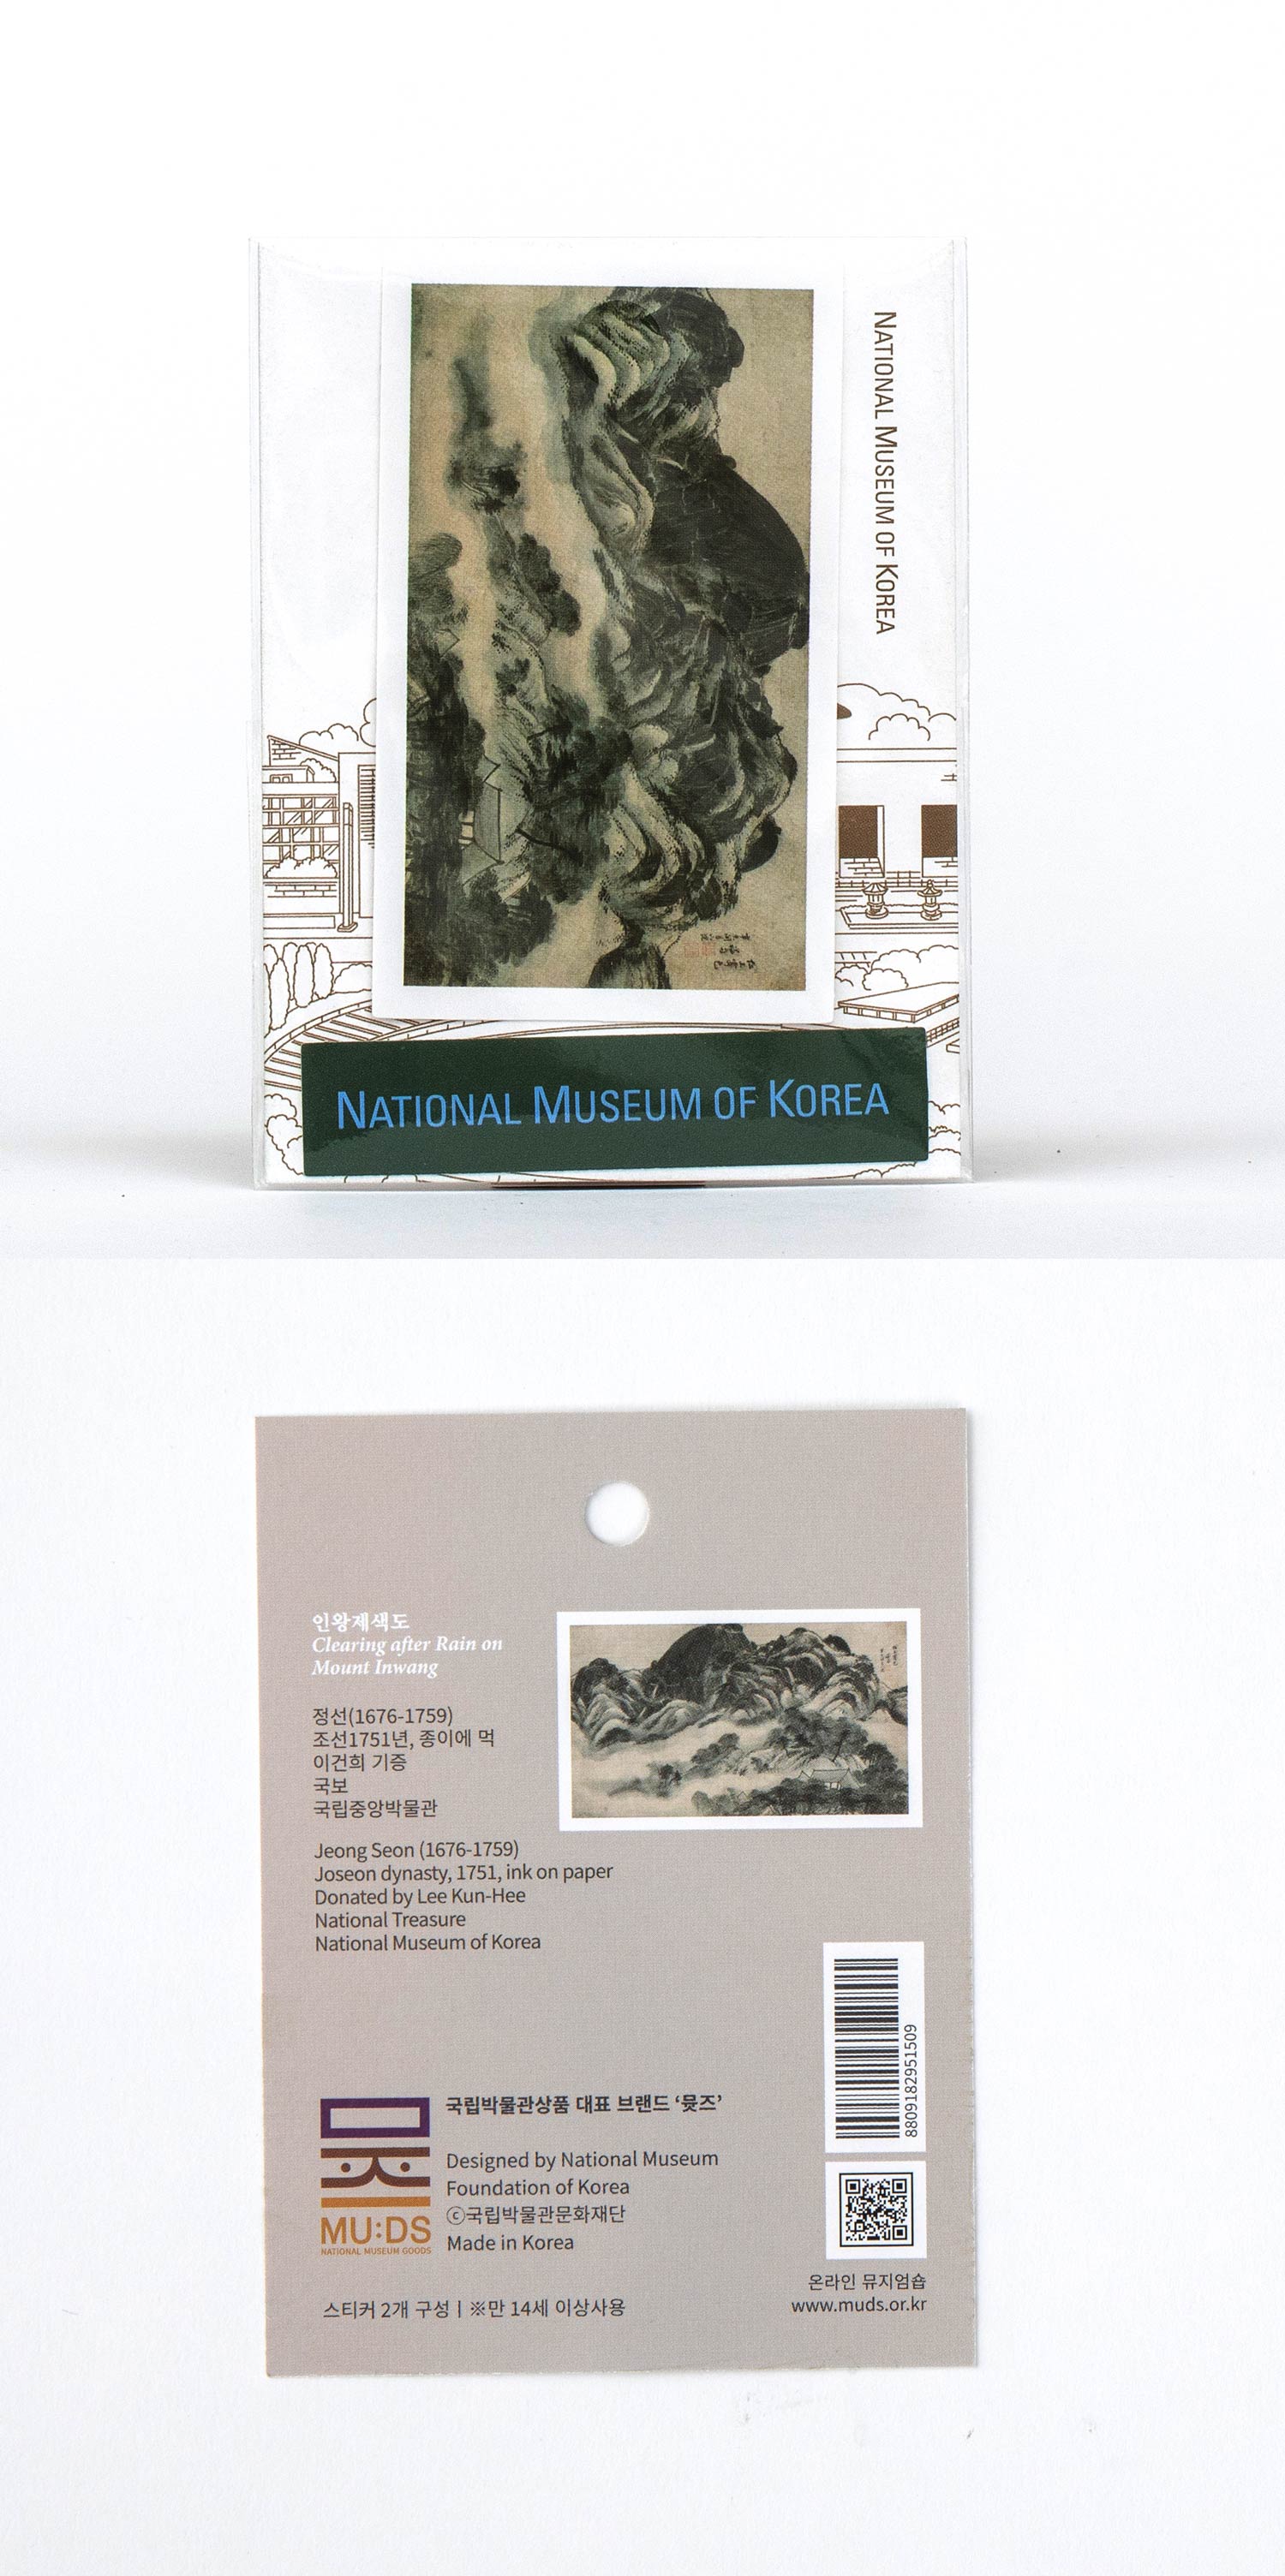 NATIONAL MUSEUM OF KOREA
NATIONAL MUSEUM OF KOREA
인왕제색도
Clearing after Rain on
Mount Inwang
정선(1676-1759)
조선1751년, 종이에 먹
이건희 기증
국보
국립중앙박물관
Jeong Seon (1676-1759)
Joseon dynasty, 1751, ink on paper
Donated by Lee Kun-Hee
National Treasure
National Museum of Korea
8809182951509
뮷
MU:DS
NATIONAL MUSEUM GOODS
국립박물관상품 대표 브랜드 ‘뮷즈’
Designed by National Museum
Foundation of Korea
ⓒ국립박물관문화재단
Made in Korea
온라인 뮤지엄숍
www.muds.or.kr
스티커 2개 구성ㅣ※만 14세 이상사용